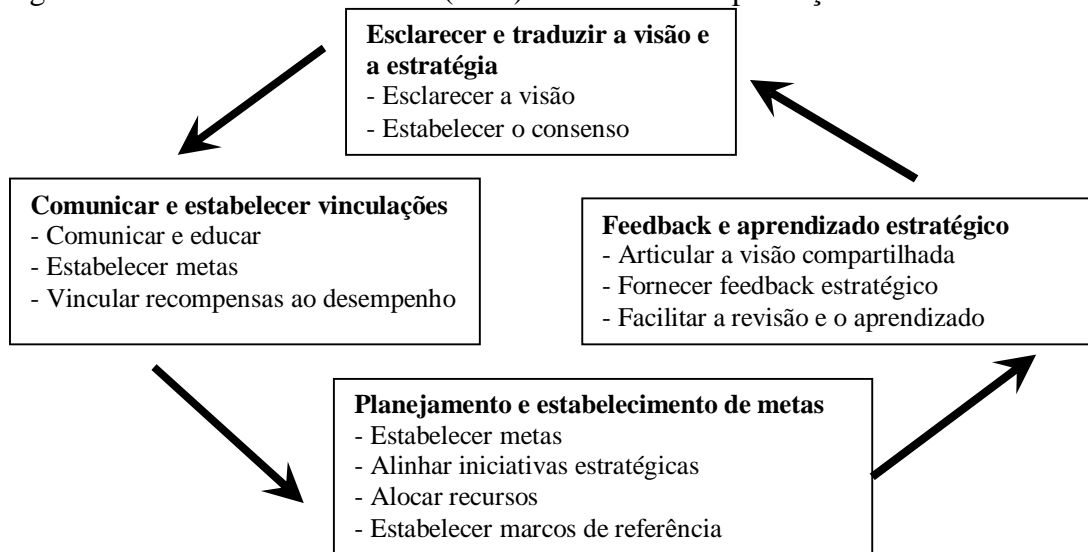 Esclarecer e traduzir a visão e
a estratégia
- Esclarecer a visão
- Estabelecer o consenso
Comunicar e estabelecer vinculações
- Comunicar e educar
- Estabelecer metas
- Vincular recompensas ao desempenho
Feedback e aprendizado estratégico
- Articular a visão compartilhada
- Fornecer feedback estratégico
- Facilitar a revisão e o aprendizado
Planejamento e estabelecimento de metas
- Estabelecer metas
- Alinhar iniciativas estratégicas
- Alocar recursos
- Estabelecer marcos de referência